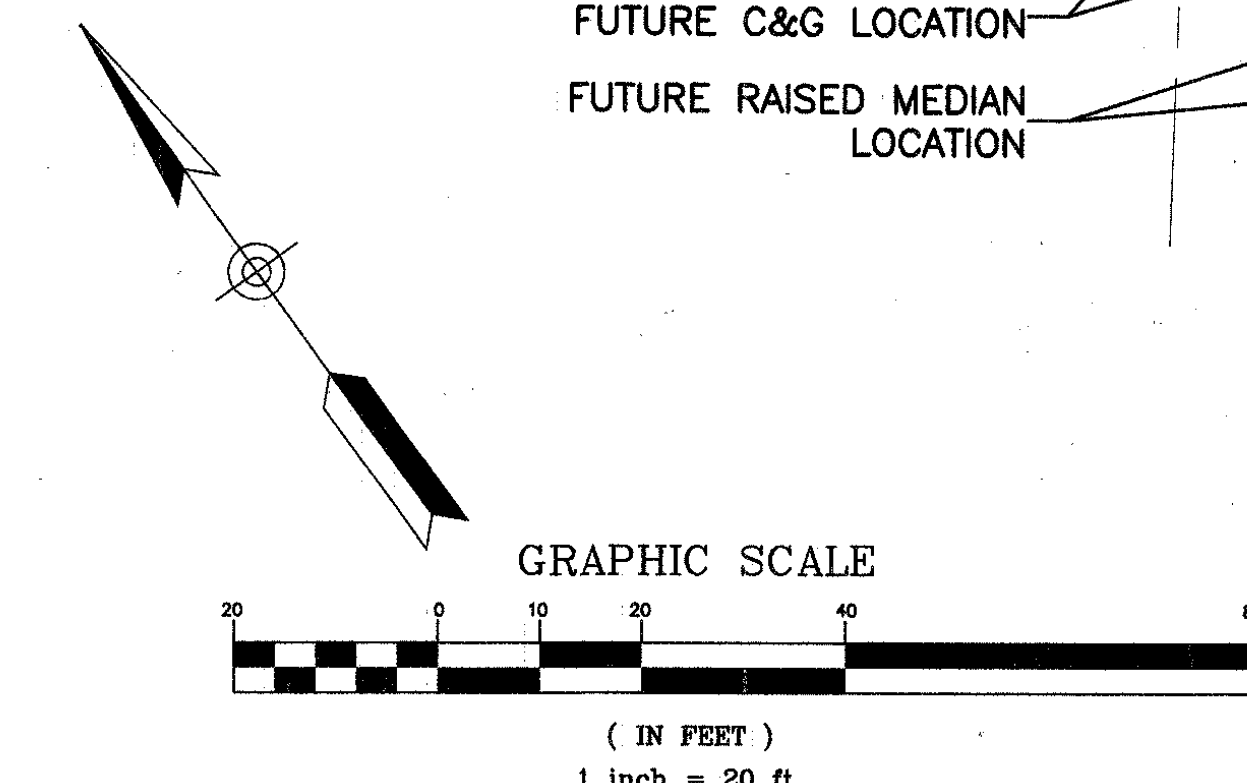 FUTURE C&G LOCATION
FUTURE RAISED MEDIAN
LOCATION
GRAPHIC SCALE
20 0 10 20 40
( IN FEET )
1 inch = 20 ft.